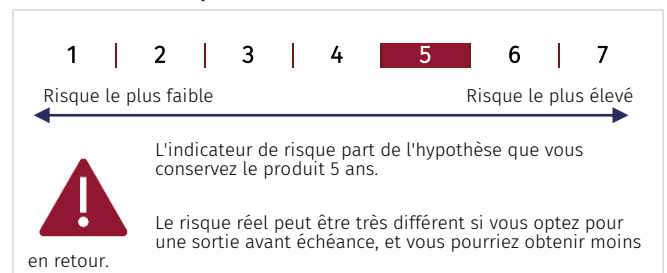 1 | 2 | 3 | 4 | 5 | 6 | 7
Risque le plus faible Risque le plus élevé
L'indicateur de risque part de l'hypothèse que vous
conservez le produit 5 ans.
Le risque réel peut être très différent si vous optez pour
une sortie avant échéance, et vous pourriez obtenir moins
en retour.